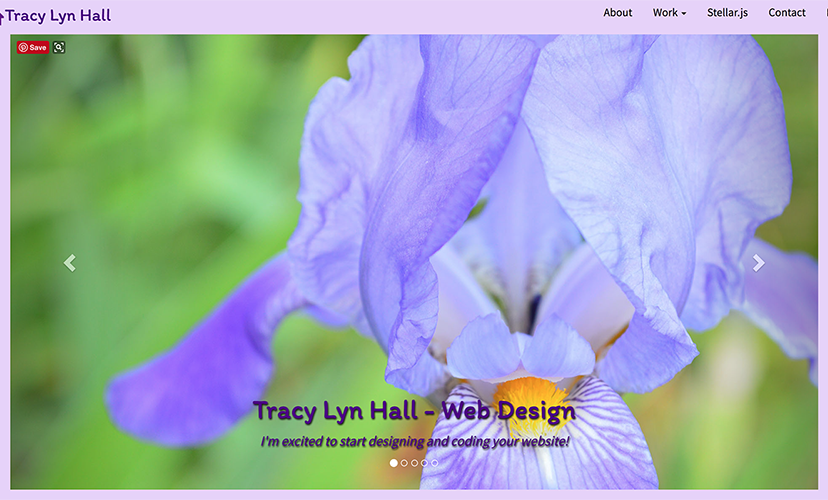 Tracy Lyn Hall
About Work Stellar.js Contact
Save
Tracy Lyn Hall - Web Design
I'm excited to start designing and coding your website!